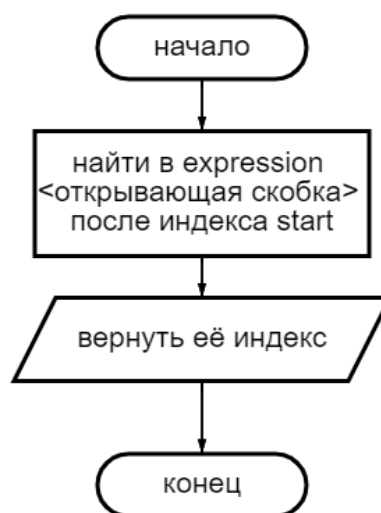 начало
найти в expression
<открывающая скобка>
после индекса start
вернуть её индекс
конец